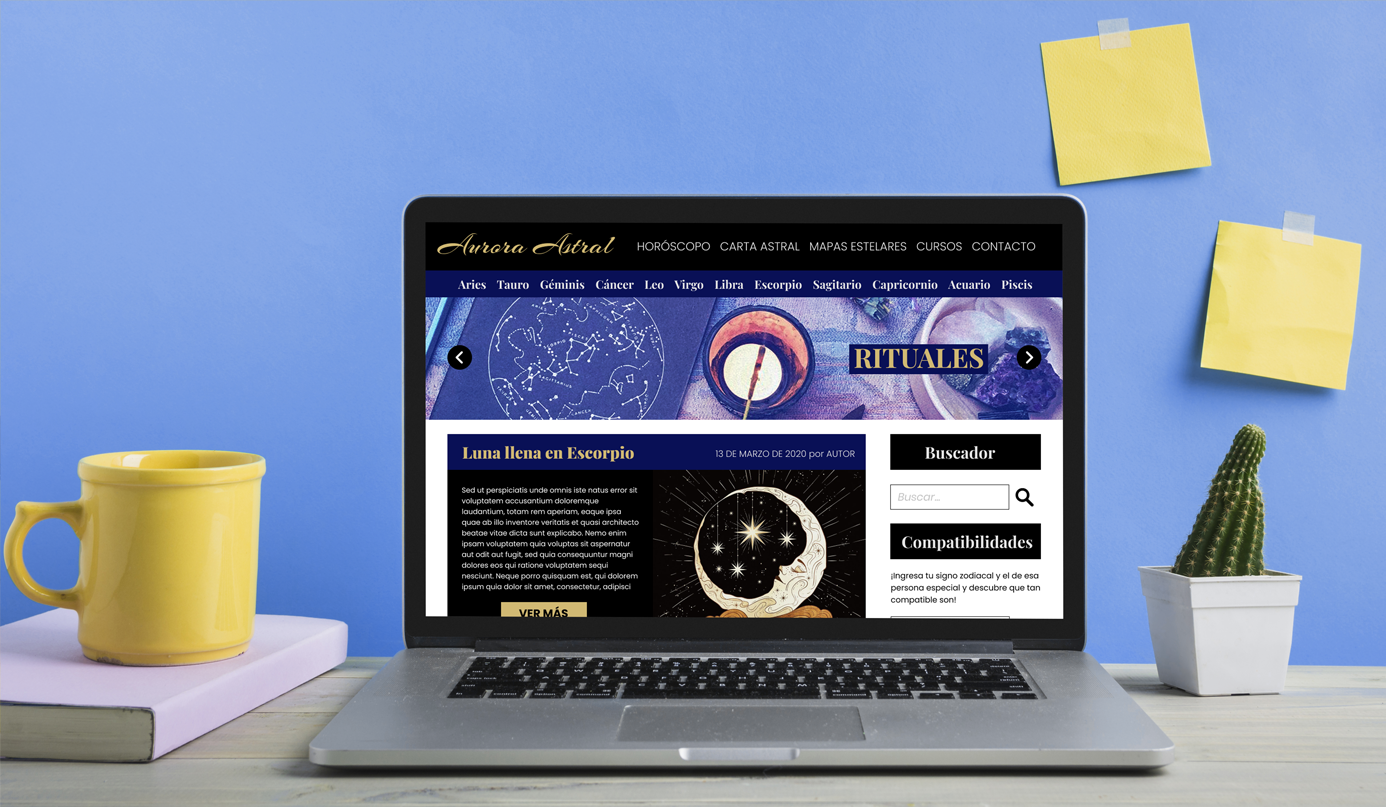 Aurora Astral
HORÓSCOPO CARTA ASTRAL MAPAS ESTELARES CURSOS CONTACTO
Aries Tauro Géminis Cáncer Leo Virgo Libra Escorpio Sagitario Capricornio Acuario Piscis
SAGITTARIUS
CANCER
RITUALES
Luna llena en Escorpio
13 DE MARZO DE 2020 por AUTOR
Sed ut perspiciatis unde omnis iste natus error sit
voluptatem accusantium doloremque
laudantium, totam rem aperiam, eaque ipsa
quae ab illo inventore veritatis et quasi architecto
beatae vitae dicta sunt explicabo. Nemo enim
ipsam voluptatem quia voluptas sit aspernatur
aut odit aut fugit, sed quia consequuntur magni
dolores eos qui ratione voluptatem sequi
nesciunt. Neque porro quisquam est, qui dolorem
ipsum quia dolor sit amet, consectetur, adipisci
VER MÁS
Buscador
Buscar...
Compatibilidades
¡Ingresa tu signo zodiacal y el de esa
persona especial y descubre que tan
compatible son!